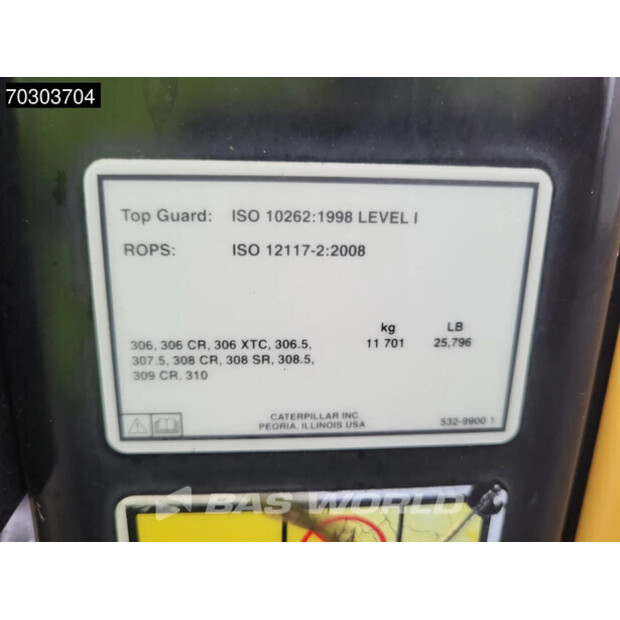 70303704
Top Guard: ISO 10262:1998 LEVEL I
ROPS: ISO 12117-2:2008
kg LB
306, 306 CR, 306 XTC, 306.5, 11 701 25,796
307.5, 308 CR, 308 SR, 308.5,
309 CR, 310
CATERPILLAR INC.
PEORIA, ILLINOIS USA
532-9900 1
BAS WORLD